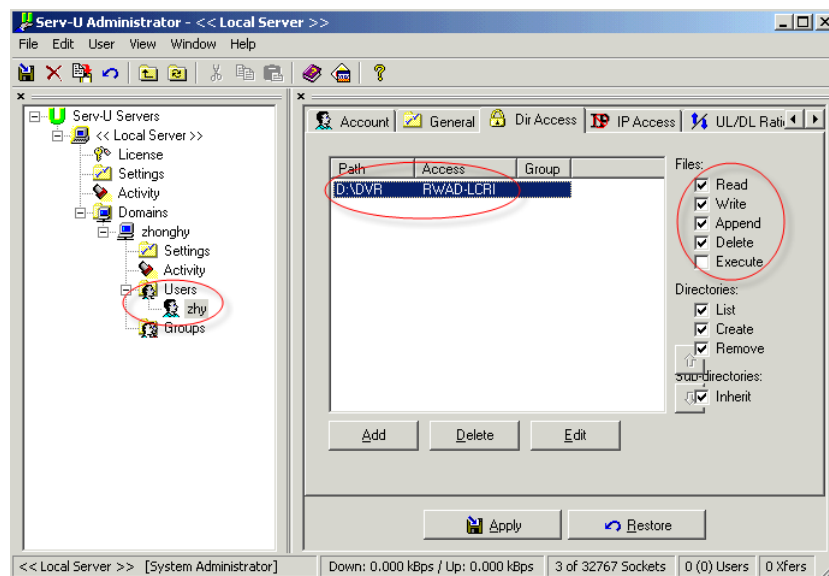 Serv-U Administrator - << Local Server >>
File Edit User View Window Help
Serv-U Servers
<< Local Server >>
License
Settings
Activity
Domains
zhonghy
Settings
Activity
Users
zhy
Groups
Account General Dir Access IP Access UL/DL Rati
Path Access Group
D:\DVR RWAD-LCRI
Files:
Read
Write
Append
Delete
Execute
Directories:
List
Create
Remove
Sub-directories:
Inherit
Add Delete Edit
Apply Restore
<< Local Server >> [System Administrator] Down: 0.000 kBps / Up: 0.000 kBps 3 of 32767 Sockets 0 (0) Users 0 Xfers